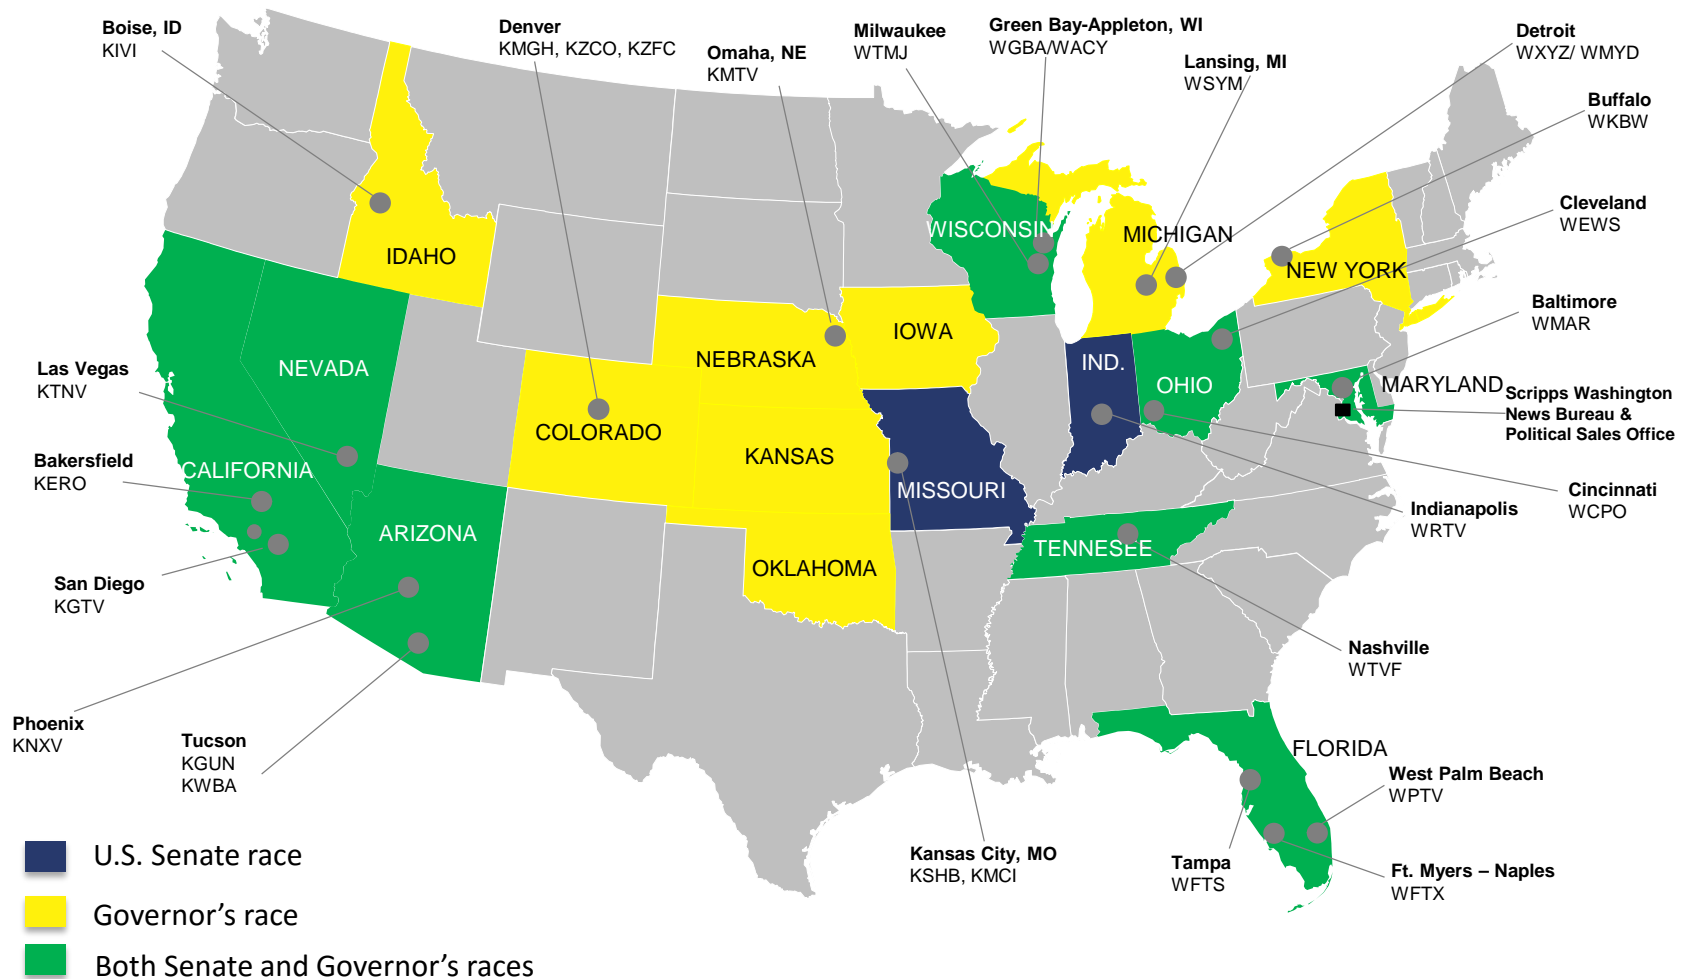 Boise, ID
KIVI
Denver
KMGH, KZCO, KZFC
Omaha, NE
KMTV
Milwaukee
WTMJ
Green Bay-Appleton, WI
WGBA/WACY
Lansing, MI
WSYM
Detroit
WXYZ/ WMYD
Buffalo
WKBW
Cleveland
WEWS
Baltimore
WMAR
Scripps Washington
News Bureau &
Political Sales Office
Cincinnati
WCPO
Indianapolis
WRTV
Nashville
WTVF
West Palm Beach
WPTV
Ft. Myers – Naples
WFTX
Tampa
WFTS
Kansas City, MO
KSHB, KMCI
Tucson
KGUN
KWBA
Phoenix
KNXV
San Diego
KGTV
Bakersfield
KERO
Las Vegas
KTNV
IDAHO
WISCONSIN
MICHIGAN
NEW YORK
IOWA
NEBRASKA
NEVADA
IND.
OHIO
MARYLAND
COLORADO
KANSAS
CALIFORNIA
MISSOURI
ARIZONA
TENNESEE
OKLAHOMA
FLORIDA
U.S. Senate race
Governor’s race
Both Senate and Governor’s races